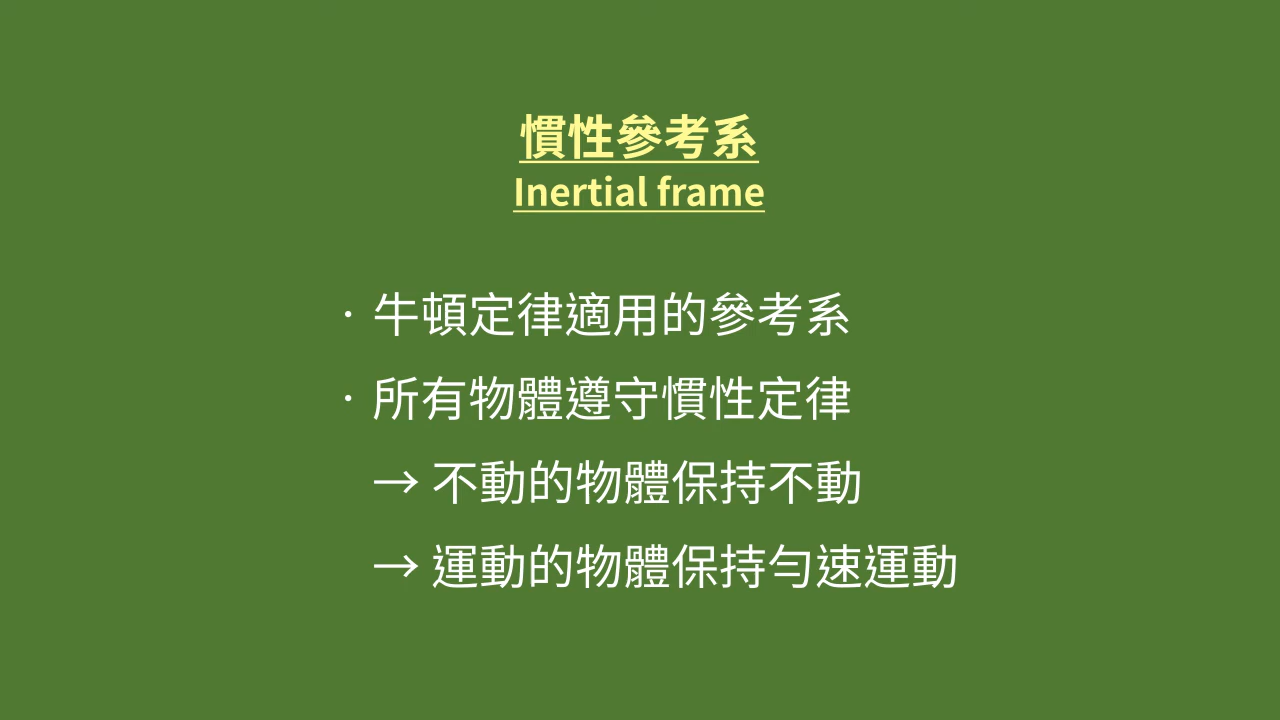 慣性參考系
Inertial frame
· 牛頓定律適用的參考系
· 所有物體遵守慣性定律
→ 不動的物體保持不動
→ 運動的物體保持勻速運動